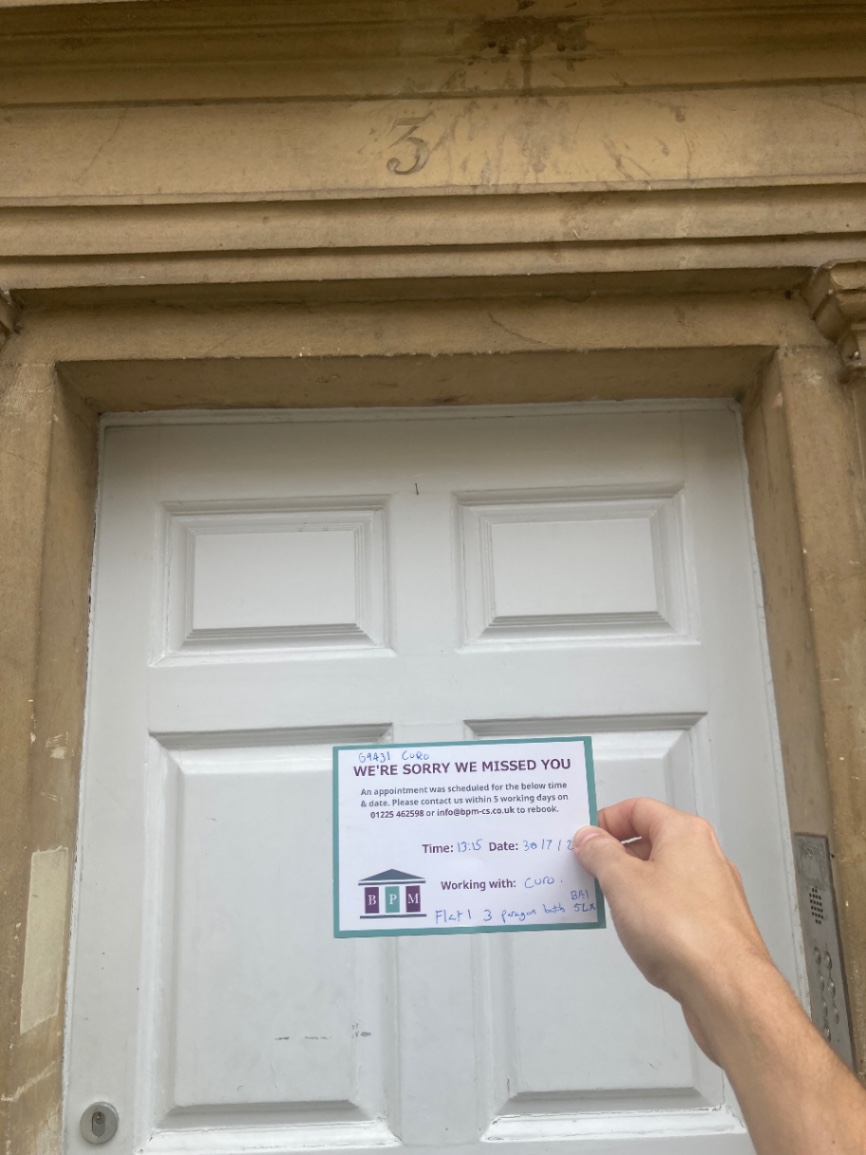 3
G9431 Curo
WE'RE SORRY WE MISSED YOU
An appointment was scheduled for the below time
& date. Please contact us within 5 working days on
01225 462598 or info@bpm-cs.co.uk to rebook.
Time: 13:15 Date: 30/7/2
Working with: Curo.
B P M
Flat 1 3 paragon bath BA1